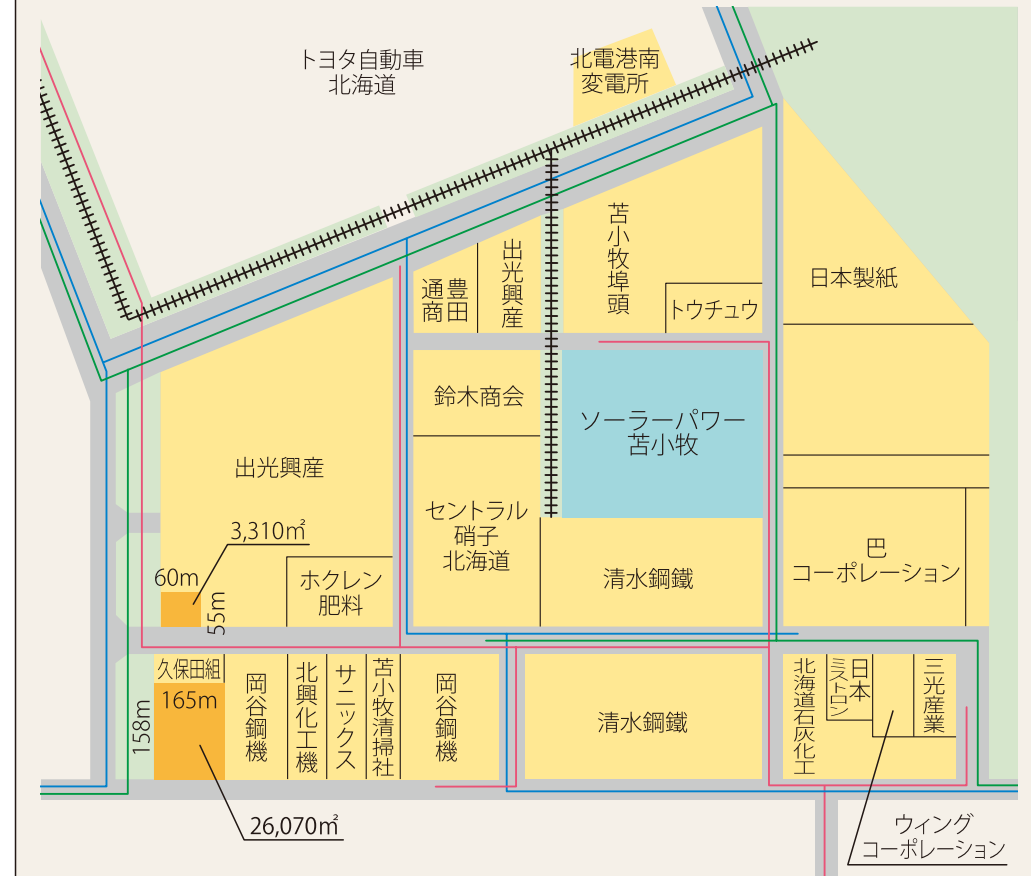 トヨタ自動車
北海道
北電港南
変電所
苫小牧埠頭
出光興産
豊田
通商
トウチュウ
日本製紙
鈴木商会
ソーラーパワー
苫小牧
出光興産
セントラル
硝子
北海道
3,310㎡
60m
55m
ホクレン
肥料
清水鋼鐵
巴
コーポレーション
久保田組
165m
158m
岡谷鋼機
北興化工機
サニックス
苫小牧清掃社
岡谷鋼機
清水鋼鐵
北海道石灰化工
日本
ミストロン
三光産業
26,070㎡
ウィング
コーポレーション